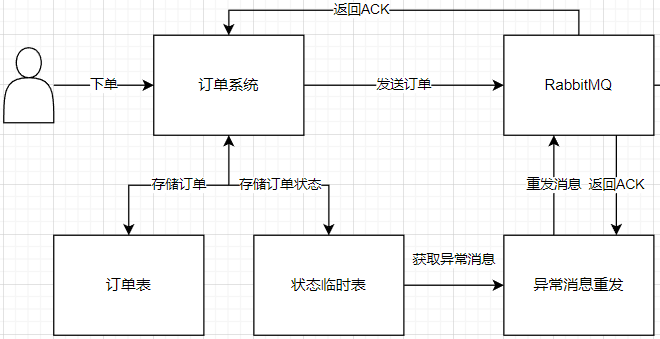 返回ACK
下单
订单系统
发送订单
RabbitMQ
存储订单
存储订单状态
重发消息
返回ACK
订单表
状态临时表
获取异常消息
异常消息重发